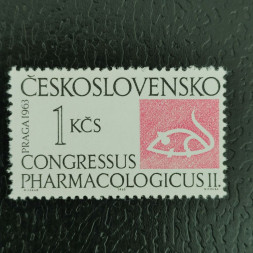 ČESKOSLOVENSKO
PRAGA 1963
1 KČS
CONGRESSUS
PHARMACOLOGICUS II.